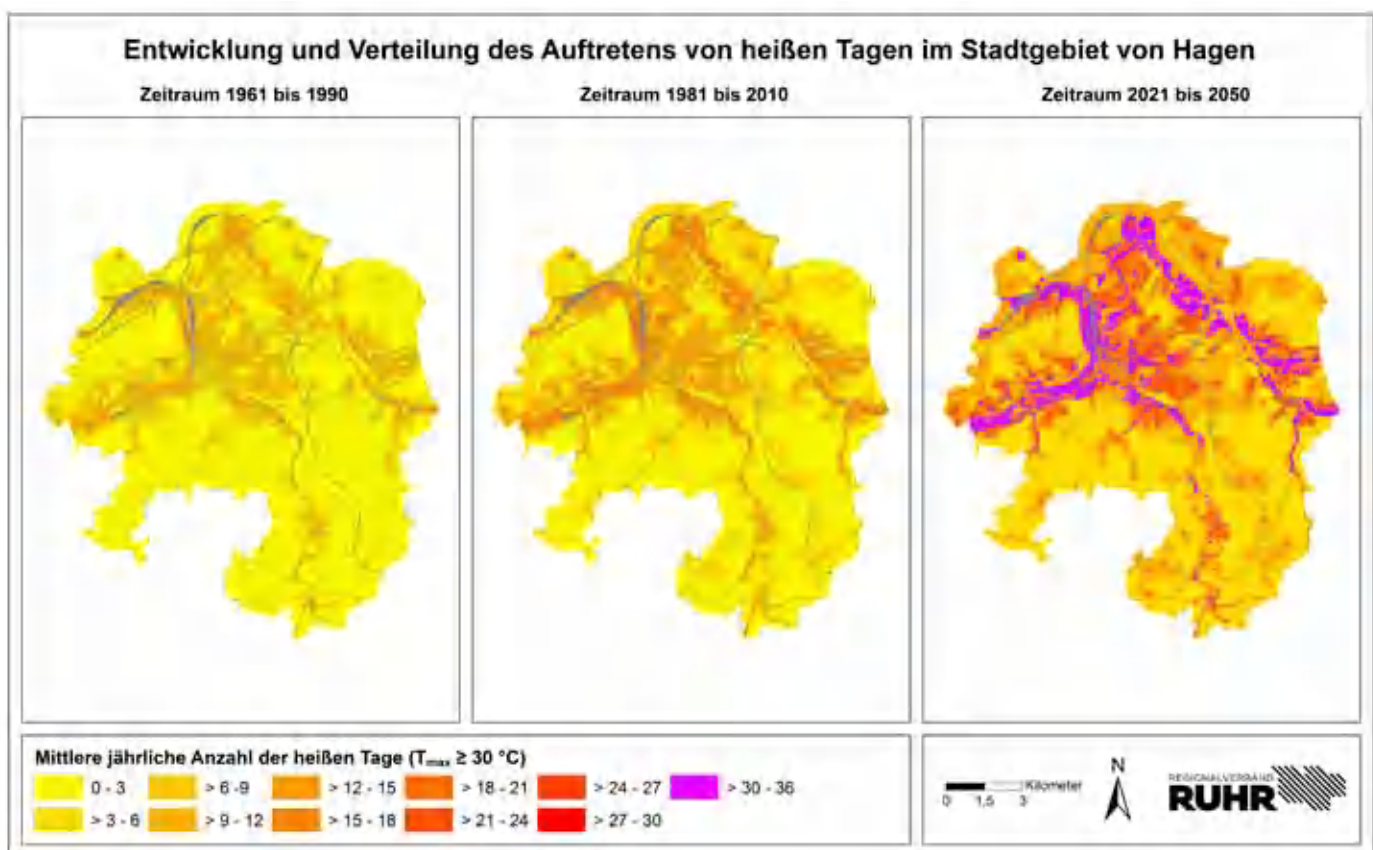 Entwicklung und Verteilung des Auftretens von heißen Tagen im Stadtgebiet von Hagen
Zeitraum 1961 bis 1990
Zeitraum 1981 bis 2010
Zeitraum 2021 bis 2050
Mittlere jährliche Anzahl der heißen Tage (Tmax ≥ 30 °C)
0 - 3
> 6 -9
> 12 - 15
> 18 - 21
> 24 - 27
> 30 - 36
> 3 - 6
> 9 - 12
> 15 - 18
> 21 - 24
> 27 - 30
Kilometer
0 1,5 3
N
REGIONALVERBAND
RUHR